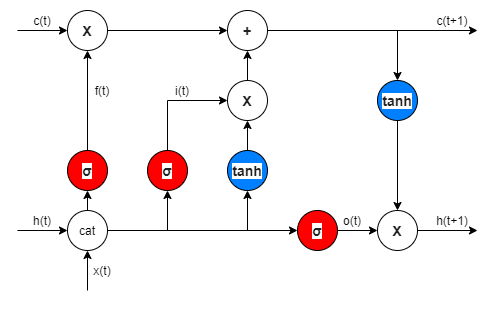 c(t)
X
+
c(t+1)
f(t)
i(t)
X
tanh
σ
σ
tanh
h(t)
cat
σ
o(t)
X
h(t+1)
x(t)